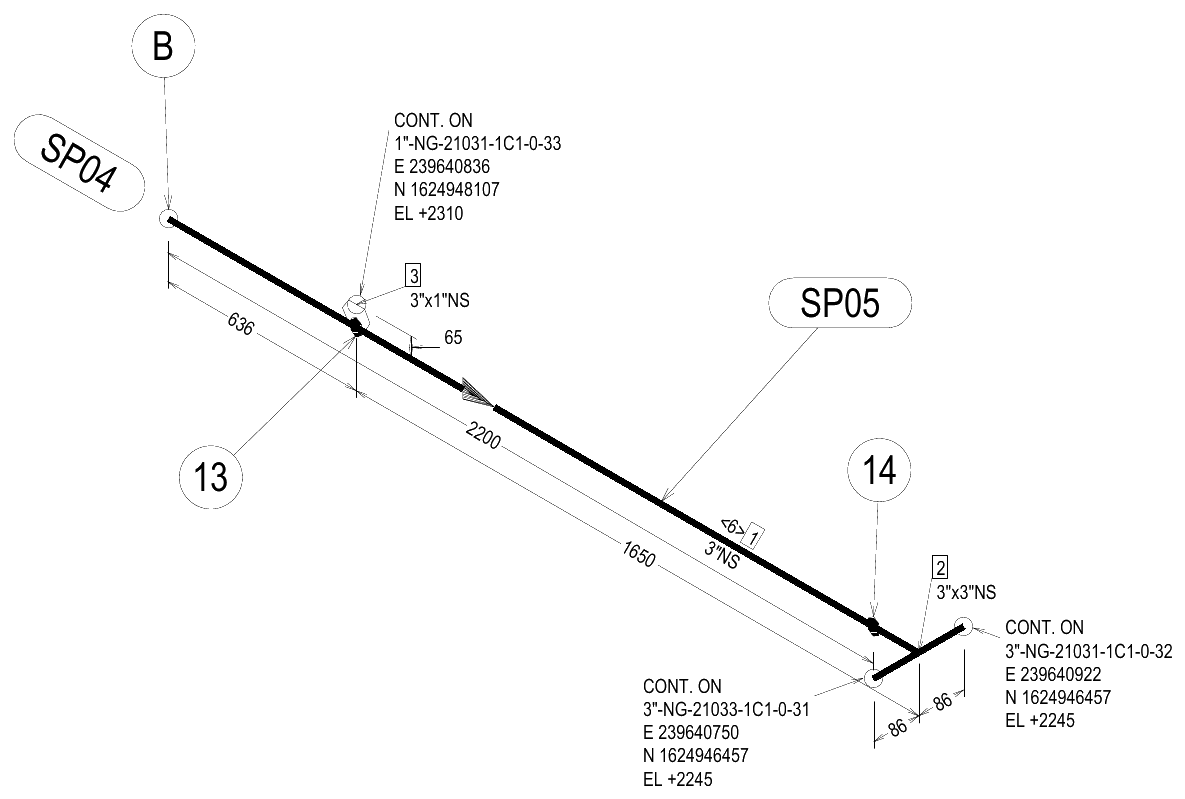 B
SP04
CONT. ON
1"-NG-21031-1C1-0-33
E 239640836
N 1624948107
EL +2310
3
3"x1"NS
65
636
SP05
2200
13
14
<6> 1
3"NS
1650
2
3"x3"NS
CONT. ON
3"-NG-21031-1C1-0-32
E 239640922
N 1624946457
EL +2245
CONT. ON
3"-NG-21033-1C1-0-31
E 239640750
N 1624946457
EL +2245
86
86